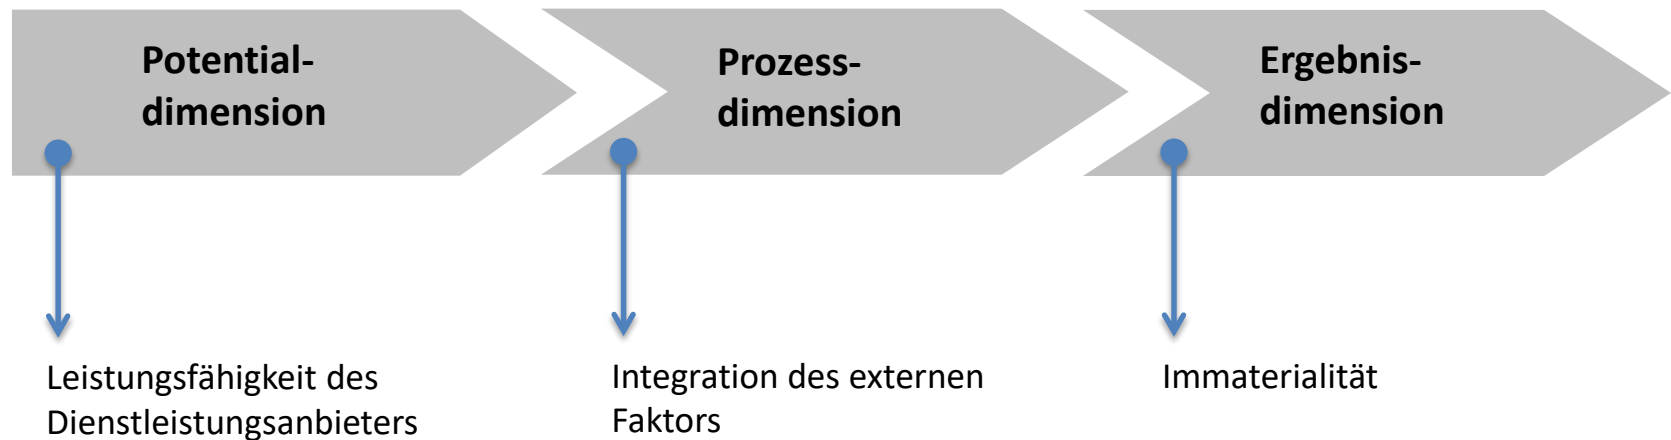 Potential-
dimension
Prozess-
dimension
Ergebnis-
dimension
Leistungsfähigkeit des
Dienstleistungsanbieters
Integration des externen
Faktors
Immaterialität